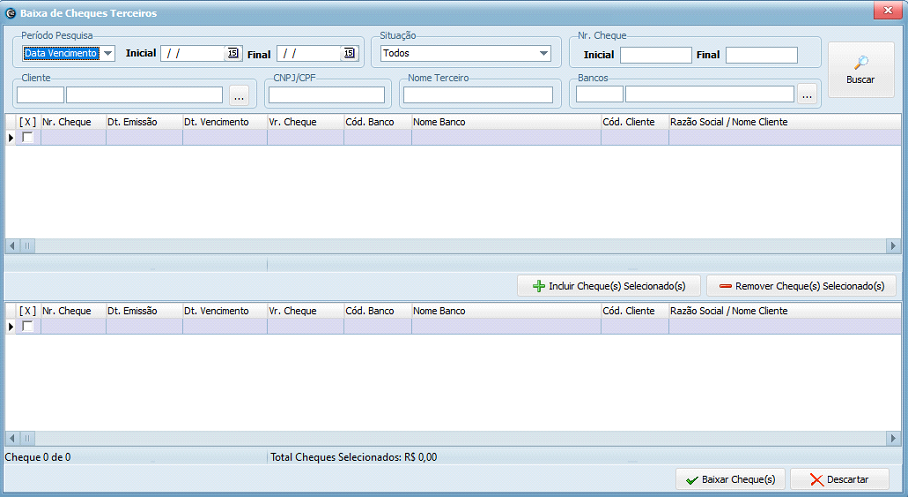 Baixa de Cheques Terceiros
Período Pesquisa
Situação
Nr. Cheque
Data Vencimento Inicial / / 15 Final / / 15
Todos
Inicial Final
Buscar
Cliente
CNPJ/CPF
Nome Terceiro
Bancos
...
...
[X] Nr. Cheque Dt. Emissão Dt. Vencimento Vr. Cheque Cód. Banco Nome Banco Cód. Cliente Razão Social / Nome Cliente
Incluir Cheque(s) Selecionado(s) Remover Cheque(s) Selecionado(s)
[X] Nr. Cheque Dt. Emissão Dt. Vencimento Vr. Cheque Cód. Banco Nome Banco Cód. Cliente Razão Social / Nome Cliente
Cheque 0 de 0 Total Cheques Selecionados: R$ 0,00
Baixar Cheque(s) Descartar